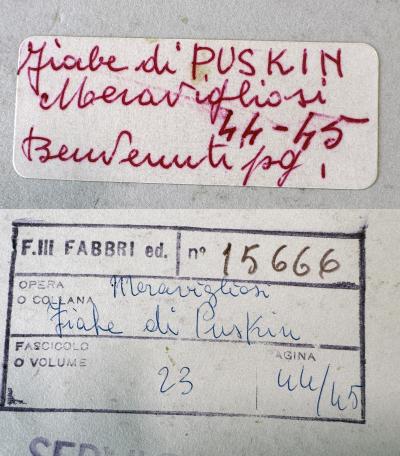 Fiabe di PUSKIN
Meravigliosi
44-45
Benvenuti pg.
F.lli FABBRI ed. n° 15666
OPERA
O COLLANA Meravigliosi
Fiabe di Puskin
FASCICOLO
O VOLUME 23
PAGINA
44/45